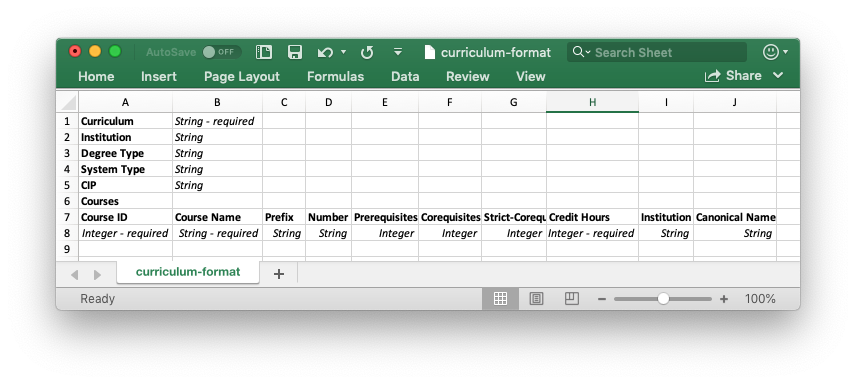 AutoSave OFF curriculum-format Search Sheet
Home Insert Page Layout Formulas Data Review View Share
A B C D E F G H I J
1 Curriculum String - required
2 Institution String
3 Degree Type String
4 System Type String
5 CIP String
6 Courses
7 Course ID Course Name Prefix Number Prerequisites Corequisites Strict-Corequ Credit Hours Institution Canonical Name
8 Integer - required String - required String String Integer Integer Integer Integer - required String String
9
curriculum-format +
Ready − + 100%